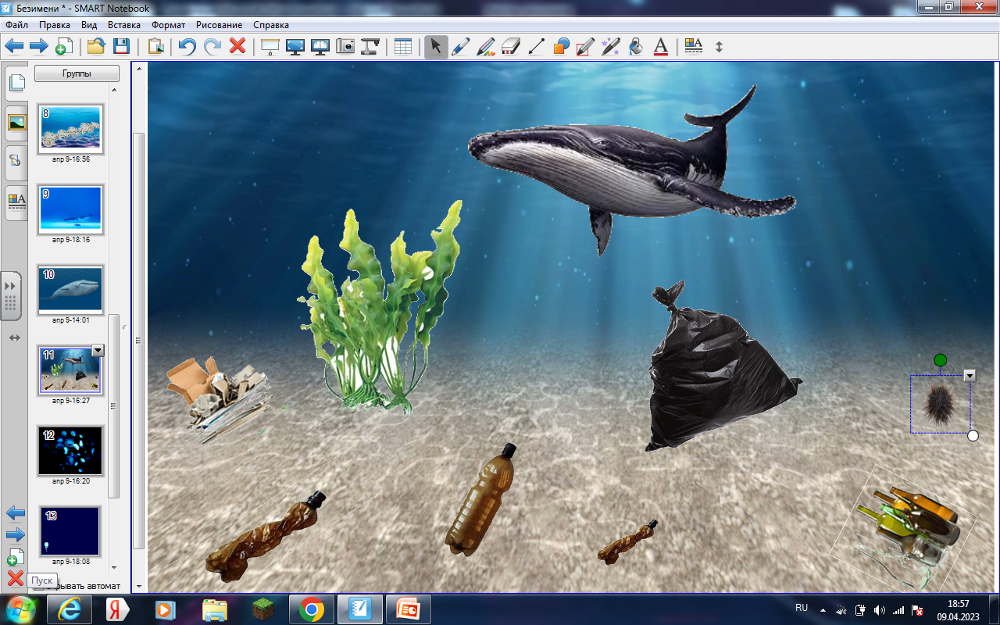 Безимени * - SMART Notebook
Файл Правка Вид Вставка Формат Рисование Справка
Группы
8
апр 9-16:56
9
апр 9-18:16
10
апр 9-14:01
11
апр 9-16:27
12
апр 9-16:20
13
апр 9-18:08
Пуск
крывать автомат
RU
18:57
09.04.2023